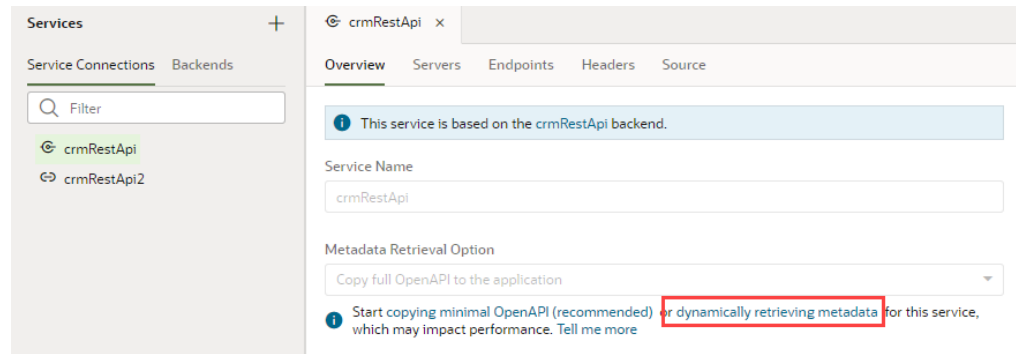 Services
crmRestApi
Service Connections Backends
Overview Servers Endpoints Headers Source
Filter
This service is based on the crmRestApi backend.
crmRestApi
crmRestApi2
Service Name
crmRestApi
Metadata Retrieval Option
Copy full OpenAPI to the application
Start copying minimal OpenAPI (recommended) or dynamically retrieving metadata for this service,
which may impact performance. Tell me more